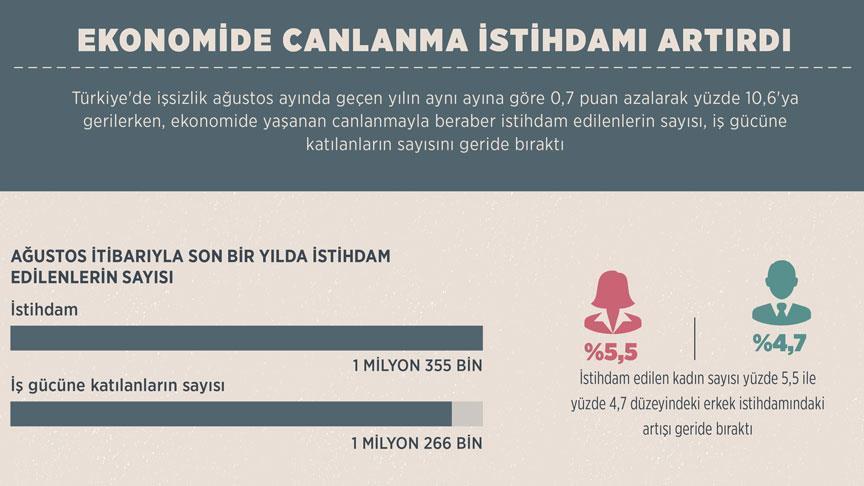 EKONOMİDE CANLANMA İSTİHDAMI ARTIRDI
Türkiye'de işsizlik ağustos ayında geçen yılın aynı ayına göre 0,7 puan azalarak yüzde 10,6'ya
gerilerken, ekonomide yaşanan canlanmayla beraber istihdam edilenlerin sayısı, iş gücüne
katılanların sayısını geride bıraktı
AĞUSTOS İTİBARIYLA SON BİR YILDA İSTİHDAM
EDİLENLERİN SAYISI
İstihdam
1 MİLYON 355 BİN
İş gücüne katılanların sayısı
1 MİLYON 266 BİN
%5,5
%4,7
İstihdam edilen kadın sayısı yüzde 5,5 ile
yüzde 4,7 düzeyindeki erkek istihdamındaki
artışı geride bıraktı